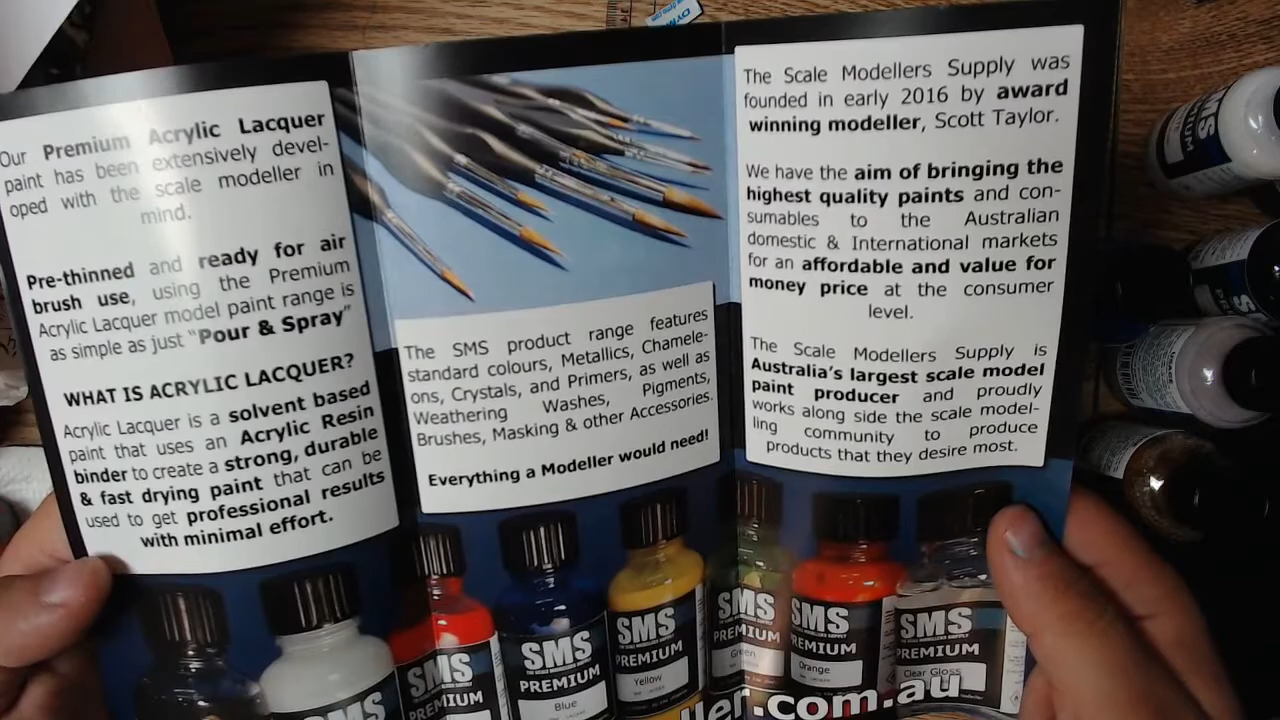 Our Premium Acrylic Lacquer
paint has been extensively devel-
oped with the scale modeller in
mind.
Pre-thinned and ready for air
brush use, using the Premium
Acrylic Lacquer model paint range is
as simple as just "Pour & Spray"
WHAT IS ACRYLIC LACQUER?
Acrylic Lacquer is a solvent based
paint that uses an Acrylic Resin
binder to create a strong, durable
& fast drying paint that can be
used to get professional results
with minimal effort.
The SMS product range features
standard colours, Metallics, Chamele-
ons, Crystals, and Primers, as well as
Weathering Washes, Pigments,
Brushes, Masking & other Accessories.
Everything a Modeller would need!
The Scale Modellers Supply was
founded in early 2016 by award
winning modeller, Scott Taylor.
We have the aim of bringing the
highest quality paints and con-
sumables to the Australian
domestic & International markets
for an affordable and value for
money price at the consumer
level.
The Scale Modellers Supply is
Australia's largest scale model
paint producer and proudly
works along side the scale model-
ling community to produce
products that they desire most.
SMS
SMS
PREMIUM
SMS
PREMIUM
Blue
SMS
PREMIUM
Yellow
SMS
PREMIUM
Green
SMS
PREMIUM
Orange
SMS
PREMIUM
Clear Gloss
ller.com.au
SMS